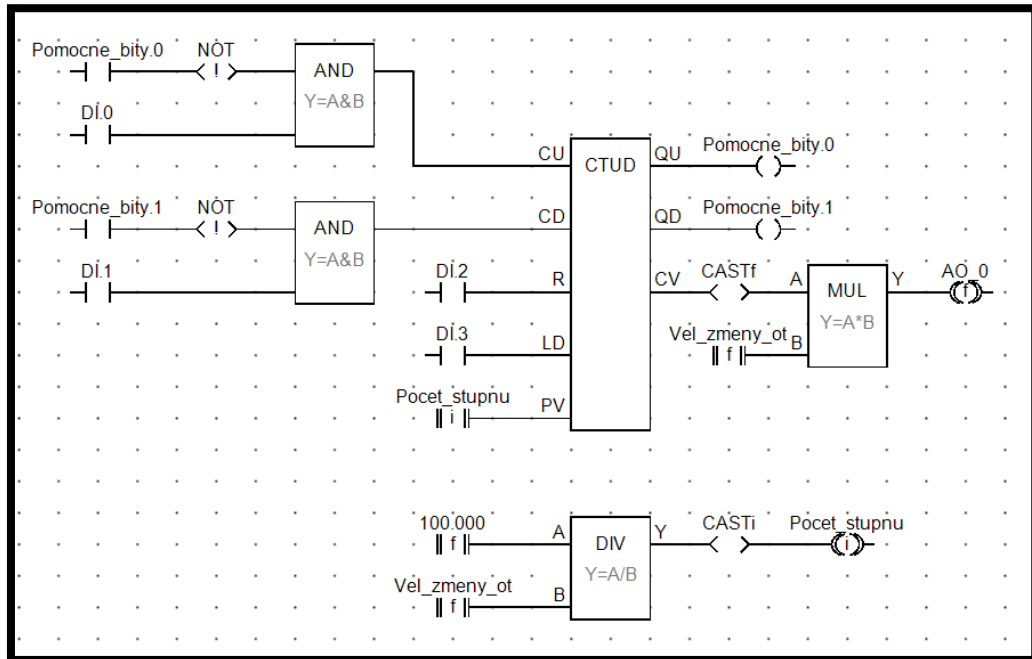 Pomocne_bity.0 NOT
!
AND
Y=A&B
DI.0
CU
CTUD
QU
Pomocne_bity.0
Pomocne_bity.1 NOT
!
AND
Y=A&B
CD
QD
Pomocne_bity.1
DI.1
DI.2
R
CV
CASTf
A
MUL
Y=A*B
Y
AO_0
f
DI.3
LD
Vel_zmeny_ot
f
B
Pocet_stupnu
i
PV
100.000
f
A
DIV
Y=A/B
Y
CASTi
Pocet_stupnu
i
Vel_zmeny_ot
f
B